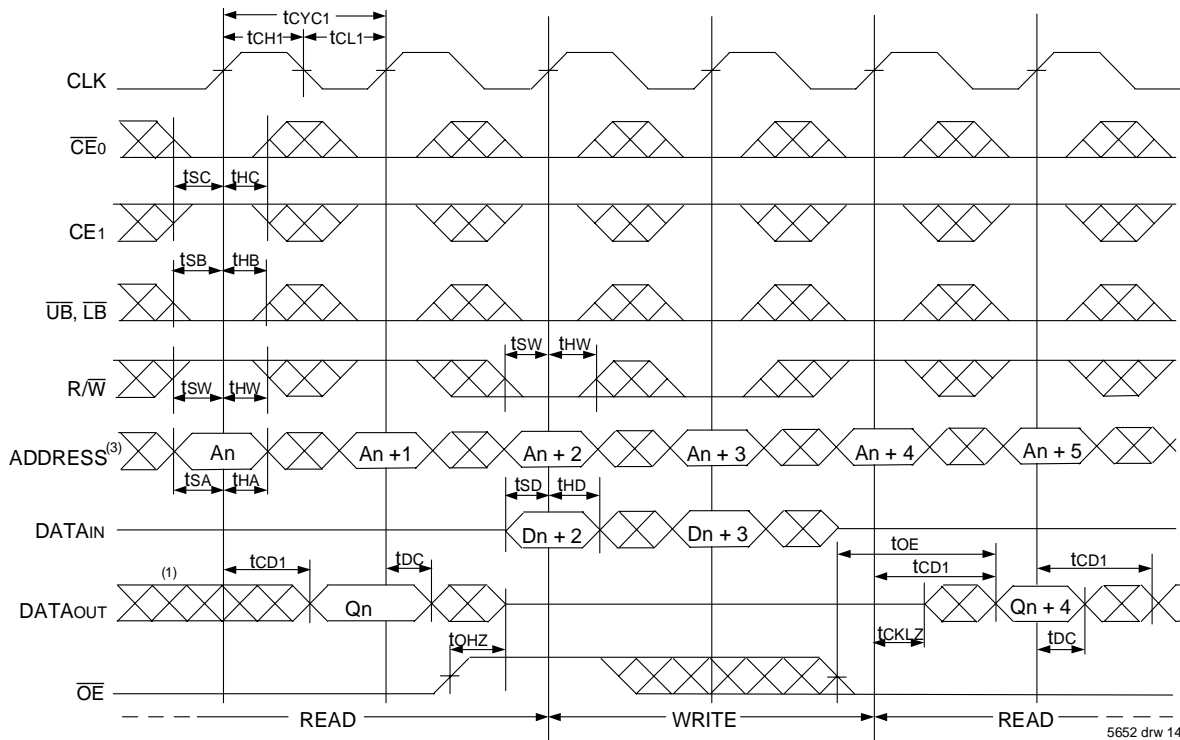 tCYC1
tCH1 tCL1
CLK
CE0
tSC tHC
CE1
tSB tHB
UB, LB
tSW tHW
R/W
tSW tHW
ADDRESS(3) An An +1 An + 2 An + 3 An + 4 An + 5
tSA tHA tSD tHD
DATAIN Dn + 2 Dn + 3
tOE
(1) tCD1 tDC tCD1 tCD1
DATAOUT Qn Qn + 4
tOHZ tCKLZ tDC
OE
READ WRITE READ
5652 drw 14